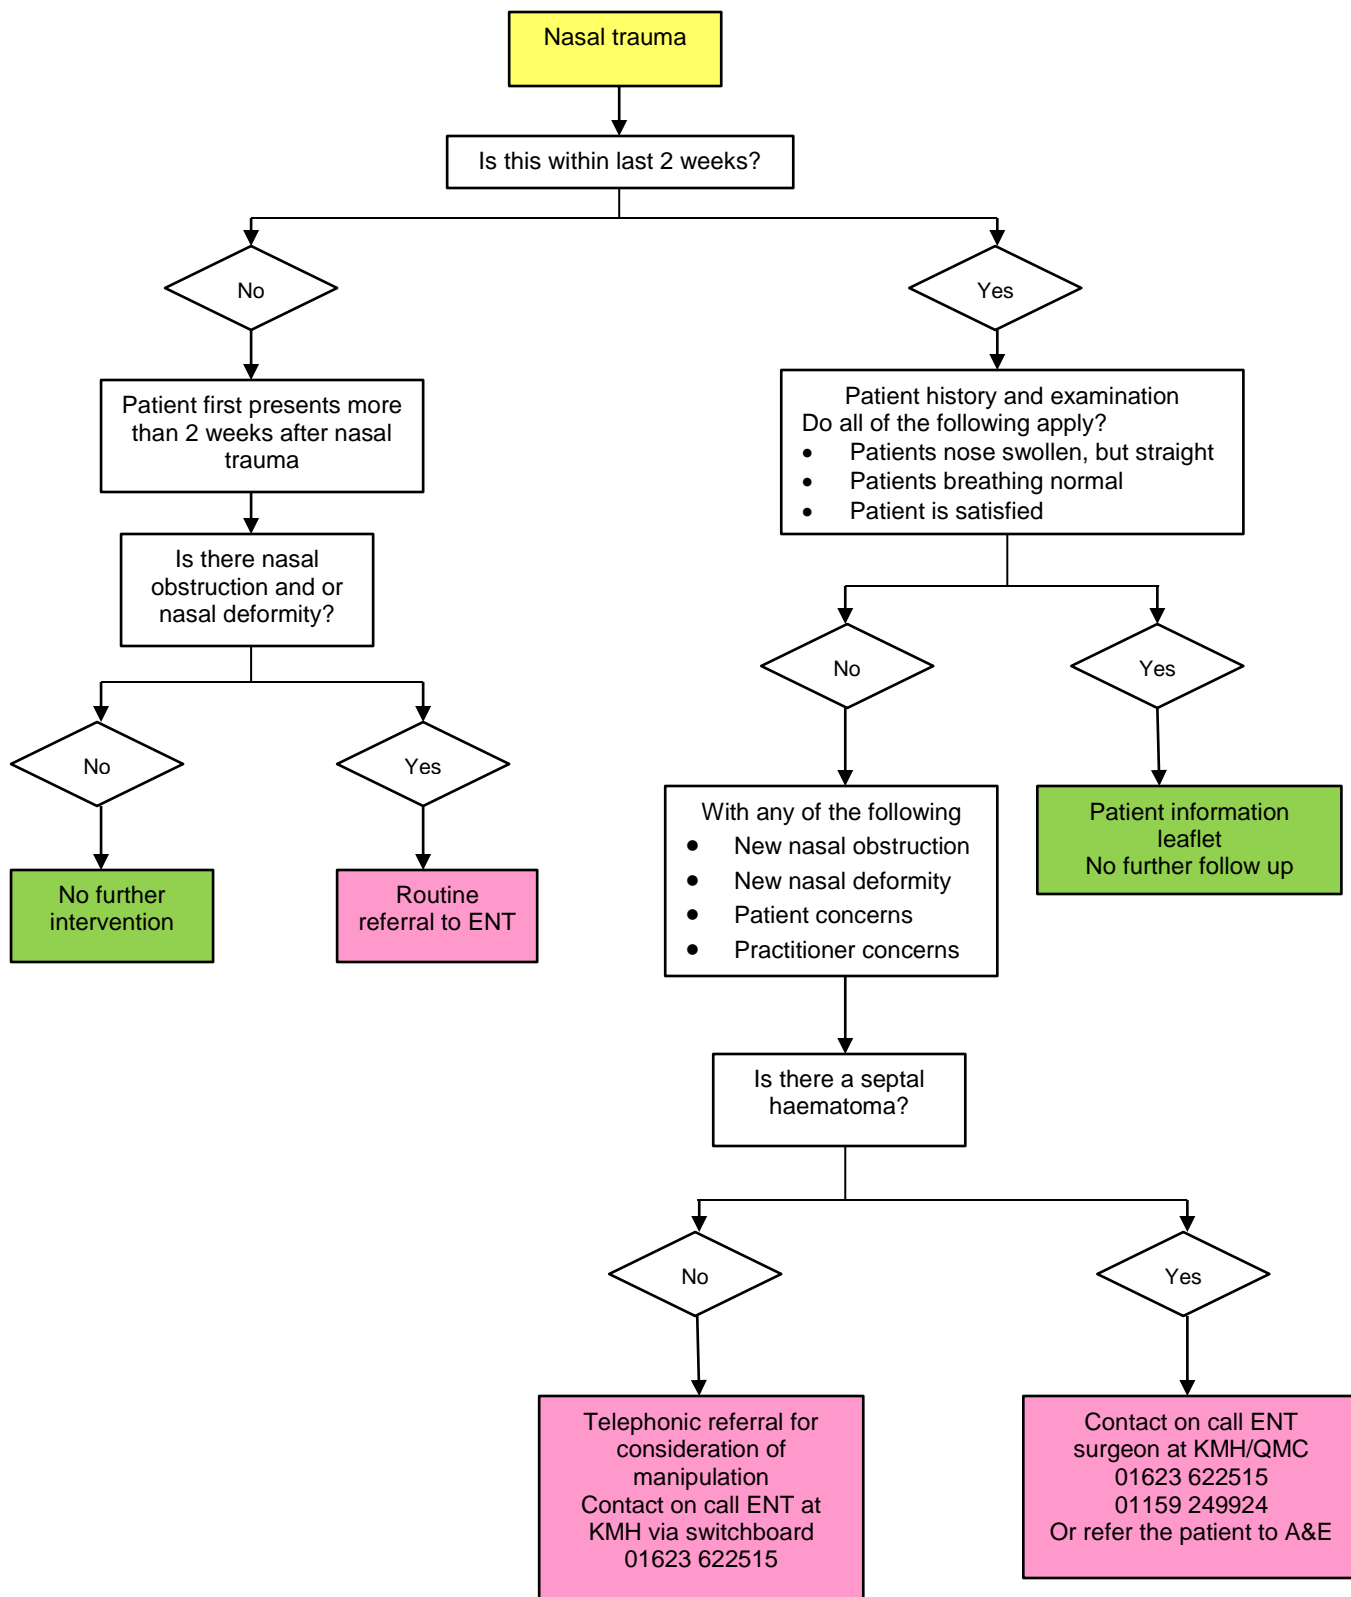 Nasal trauma
Is this within last 2 weeks?
No
Yes
Patient first presents more
than 2 weeks after nasal
trauma
Patient history and examination
Do all of the following apply?
• Patients nose swollen, but straight
• Patients breathing normal
• Patient is satisfied
Is there nasal
obstruction and or
nasal deformity?
No
Yes
No
Yes
No further
intervention
Routine
referral to ENT
With any of the following
• New nasal obstruction
• New nasal deformity
• Patient concerns
• Practitioner concerns
Patient information
leaflet
No further follow up
Is there a septal
haematoma?
No
Yes
Telephonic referral for
consideration of
manipulation
Contact on call ENT at
KMH via switchboard
01623 622515
Contact on call ENT
surgeon at KMH/QMC
01623 622515
01159 249924
Or refer the patient to A&E